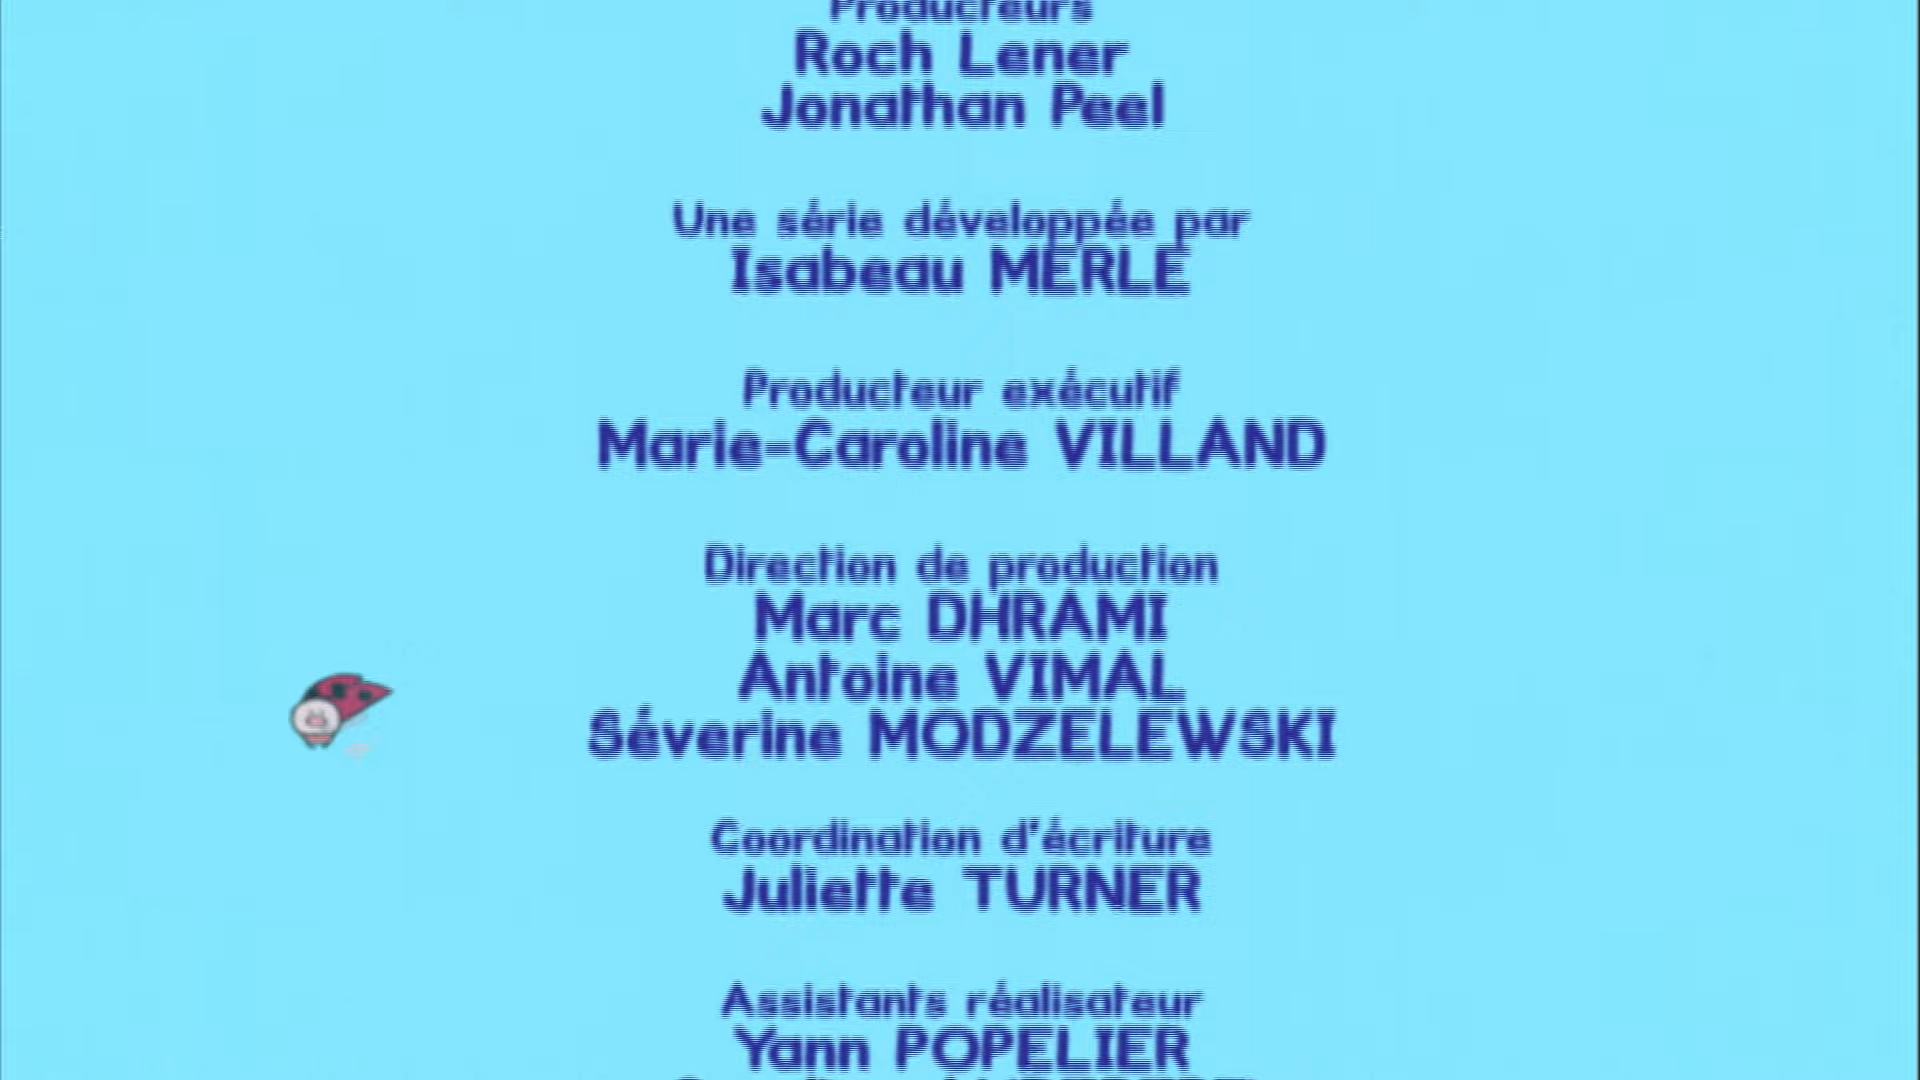 Producteurs
Roch Lener
Jonathan Peel
Une série développée par
Isabeau MERLE
Producteur exécutif
Marie-Caroline VILLAND
Direction de production
Marc DHRAMI
Antoine VIMAL
Séverine MODZELEWSKI
Coordination d'écriture
Juliette TURNER
Assistants réalisateur
Yann POPELIER